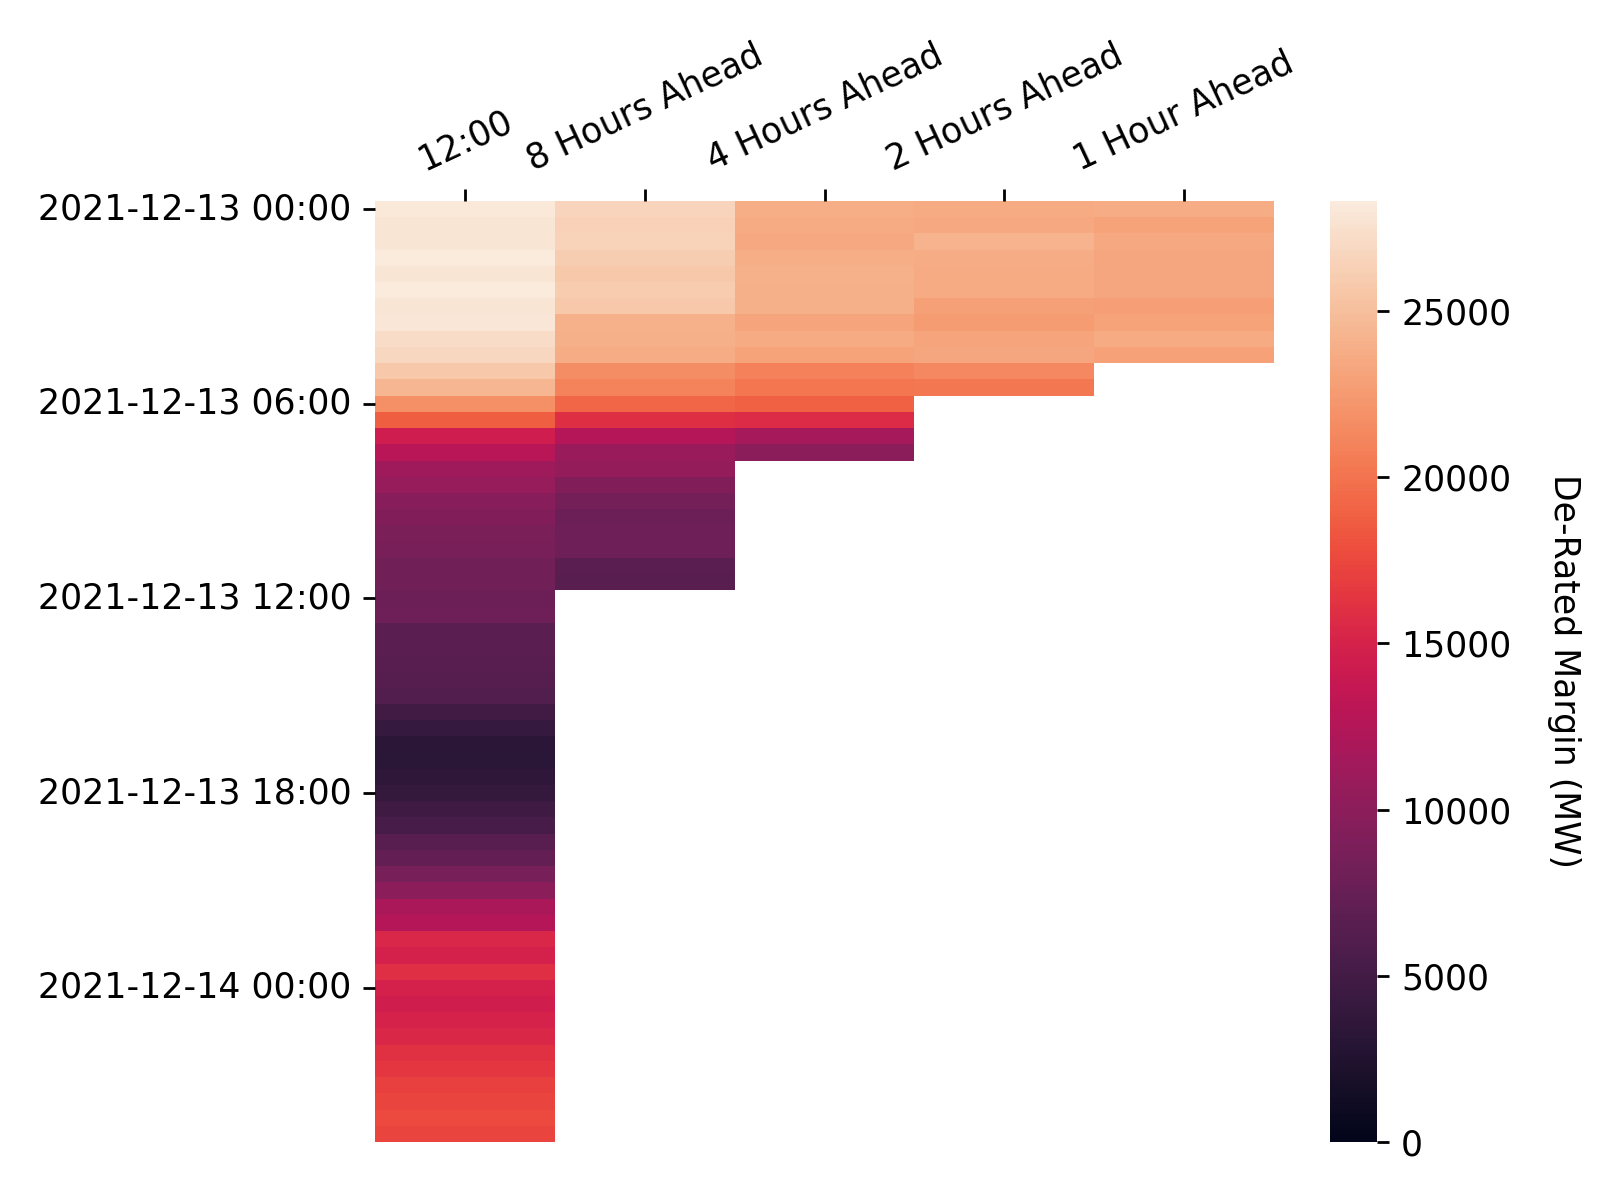 12:00
8 Hours Ahead
4 Hours Ahead
2 Hours Ahead
1 Hour Ahead
2021-12-13 00:00
2021-12-13 06:00
2021-12-13 12:00
2021-12-13 18:00
2021-12-14 00:00
25000
20000
15000
10000
5000
0
De-Rated Margin (MW)